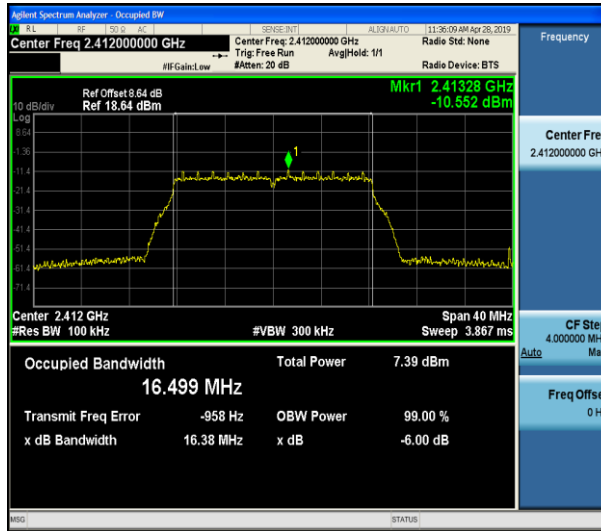 Agilent Spectrum Analyzer - Occupied BW
RL RF 50 Ω AC SENSE:INT ALIGNAUTO 11:36:09 AM Apr 28, 2019
Center Freq 2.412000000 GHz
Center Freq: 2.412000000 GHz
Radio Std: None
Trig: Free Run Avg|Hold: 1/1
#IFGain:Low #Atten: 20 dB Radio Device: BTS
Mkr1 2.41328 GHz
-10.552 dBm
Ref Offset 8.64 dB
10 dB/div Ref 18.64 dBm
Log
8.64
-1.36
-11.4
-21.4
-31.4
-41.4
-51.4
-61.4
-71.4
1
Center 2.412 GHz Span 40 MHz
#Res BW 100 kHz #VBW 300 kHz Sweep 3.867 ms
Occupied Bandwidth Total Power 7.39 dBm
16.499 MHz
Transmit Freq Error -958 Hz OBW Power 99.00 %
x dB Bandwidth 16.38 MHz x dB -6.00 dB
MSG STATUS
Frequency
Center Fre
2.412000000 GH
CF Ste
4.000000 MH
Auto Ma
Freq Offse
0 H